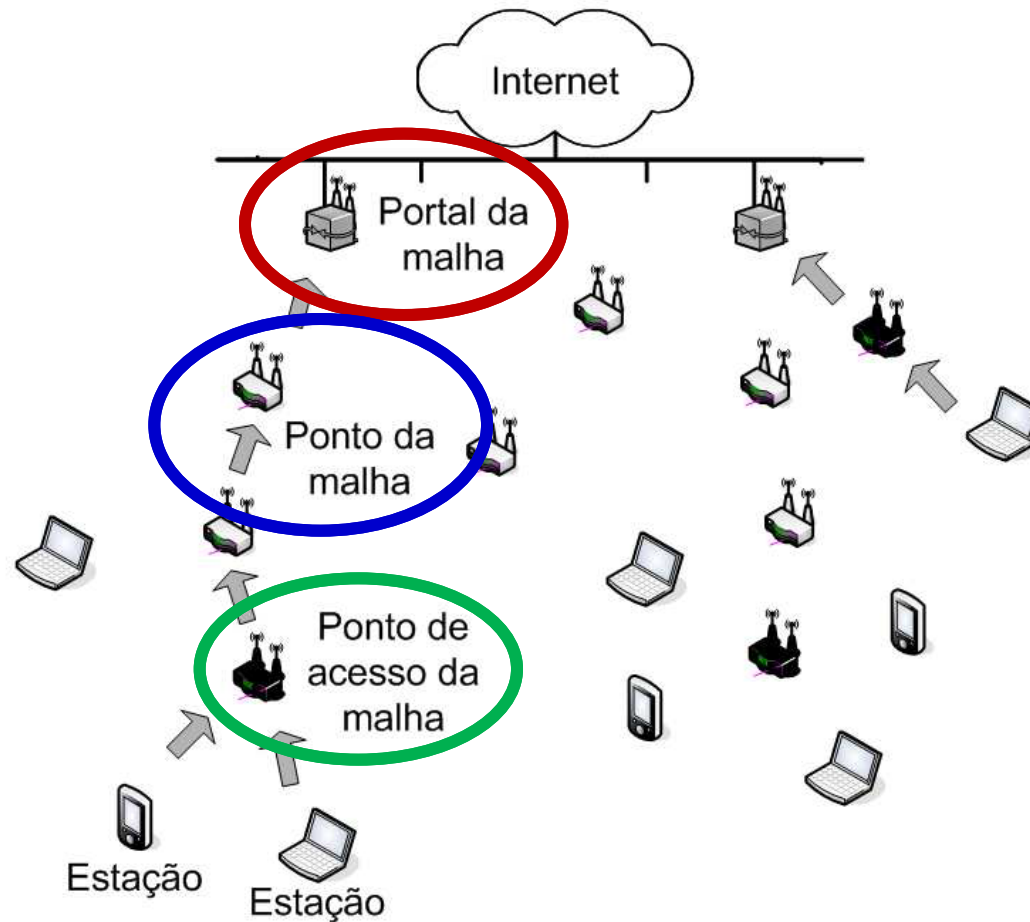 Internet
Portal da
malha
Ponto da
malha
Ponto de
acesso da
malha
Estação
Estação